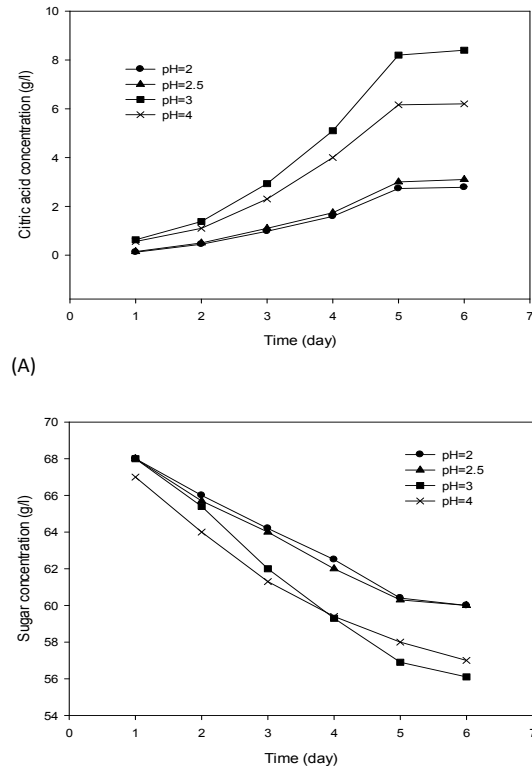 10
8
6
4
2
0
Citric acid concentration (g/l)
pH=2
pH=2.5
pH=3
pH=4
0 1 2 3 4 5 6 7
Time (day)
(A)
70
68
66
64
62
60
58
56
54
Sugar concentration (g/l)
pH=2
pH=2.5
pH=3
pH=4
0 1 2 3 4 5 6 7
Time (day)